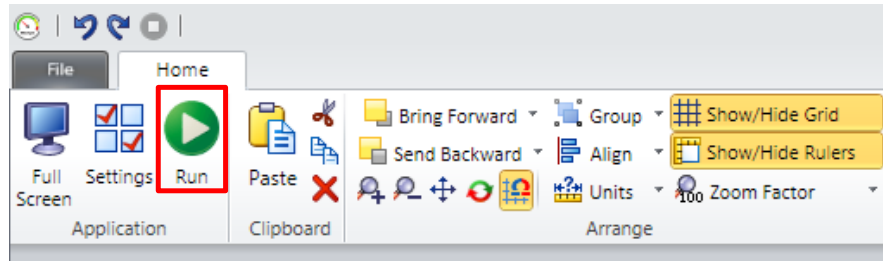 File Home
Bring Forward Group Show/Hide Grid
Send Backward Align Show/Hide Rulers
Full Screen Settings Run Paste Units 100 Zoom Factor
Application Clipboard Arrange